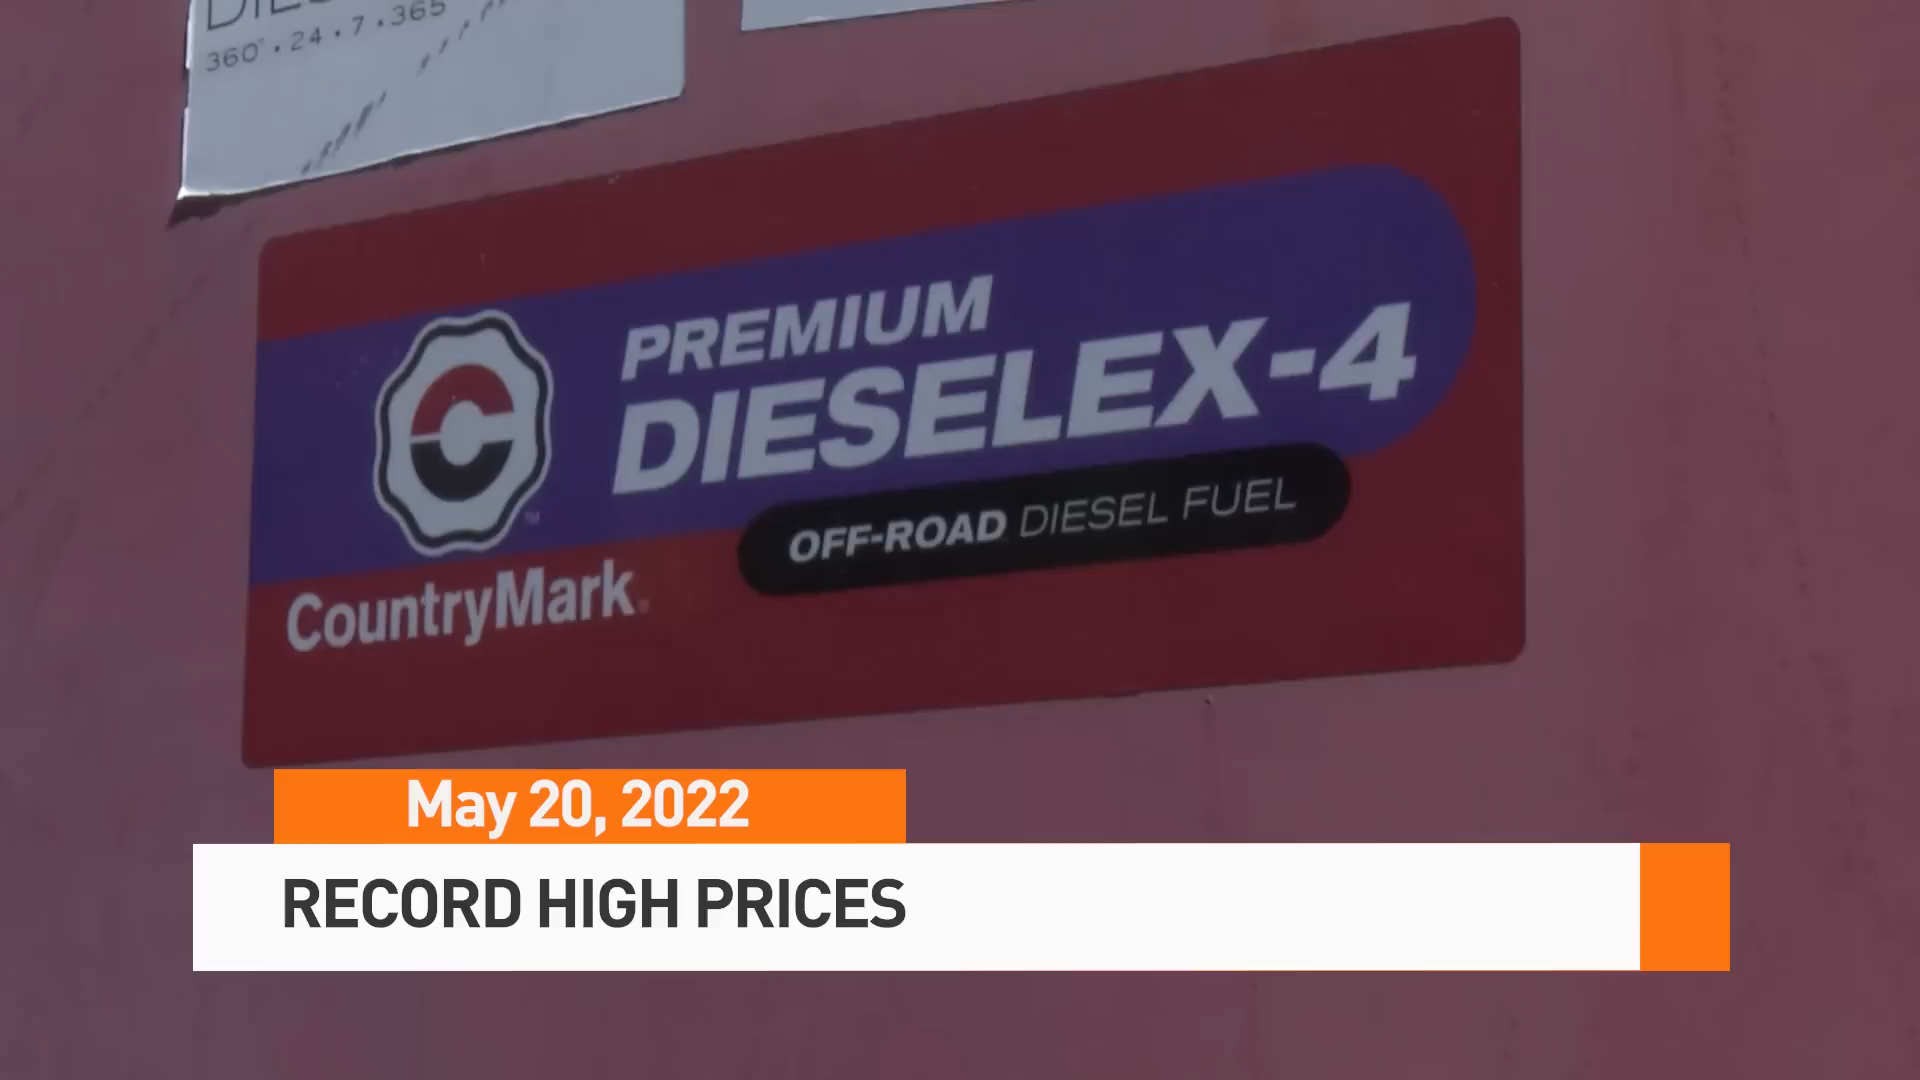 360° · 24 · 7 · 365
PREMIUM
DIESELEX-4
OFF-ROAD DIESEL FUEL
CountryMark
May 20, 2022
RECORD HIGH PRICES